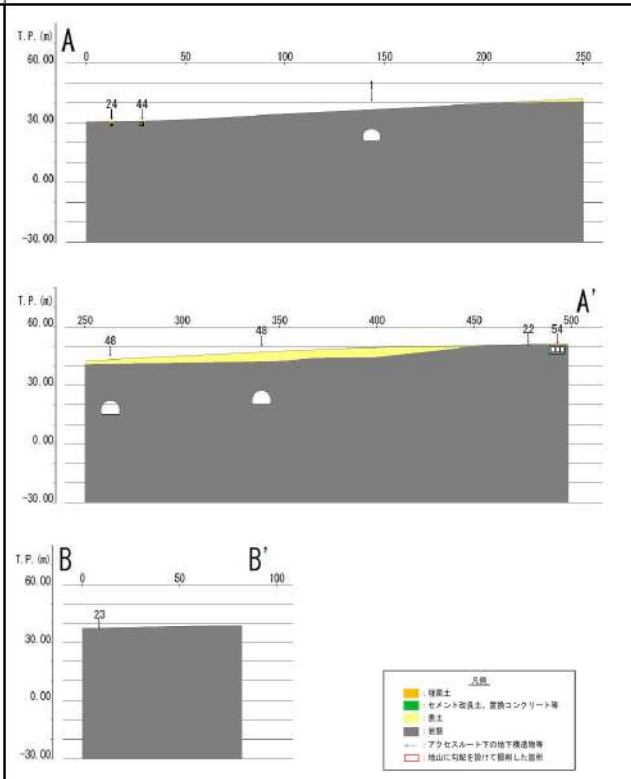 T.P.(m) A
60.00
0 50 100 150 200 250
24 44 1
30.00
0.00
-30.00
T.P.(m) A'
60.00
250 300 350 400 450 500
48 48 22 54
30.00
0.00
-30.00
T.P.(m) B B'
60.00
0 50 100
23
30.00
0.00
-30.00
凡例
:埋戻土
:セメント改良土、置換コンクリート等
:表土
:岩盤
:アクセスルート下の地下構造物等
:地山に勾配を設けて掘削した箇所